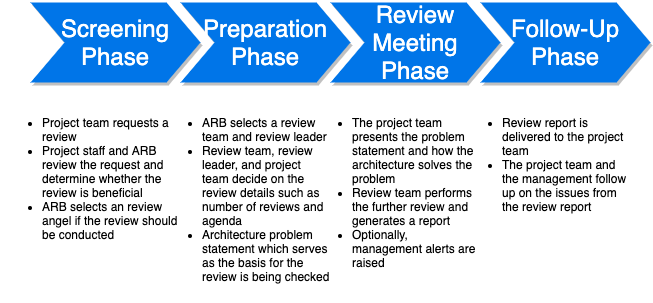 Screening
Phase
Preparation
Phase
Review
Meeting
Phase
Follow-Up
Phase
• Project team requests a
review
• Project staff and ARB
review the request and
determine whether the
review is beneficial
• ARB selects an review
angel if the review should
be conducted
• ARB selects a review
team and review leader
• Review team, review
leader, and project
team decide on the
review details such as
number of reviews and
agenda
• Architecture problem
statement which serves
as the basis for the
review is being checked
• The project team
presents the problem
statement and how the
architecture solves the
problem
• Review team performs
the further review and
generates a report
• Optionally,
management alerts are
raised
• Review report is
delivered to the project
team
• The project team and
the management follow
up on the issues from
the review report